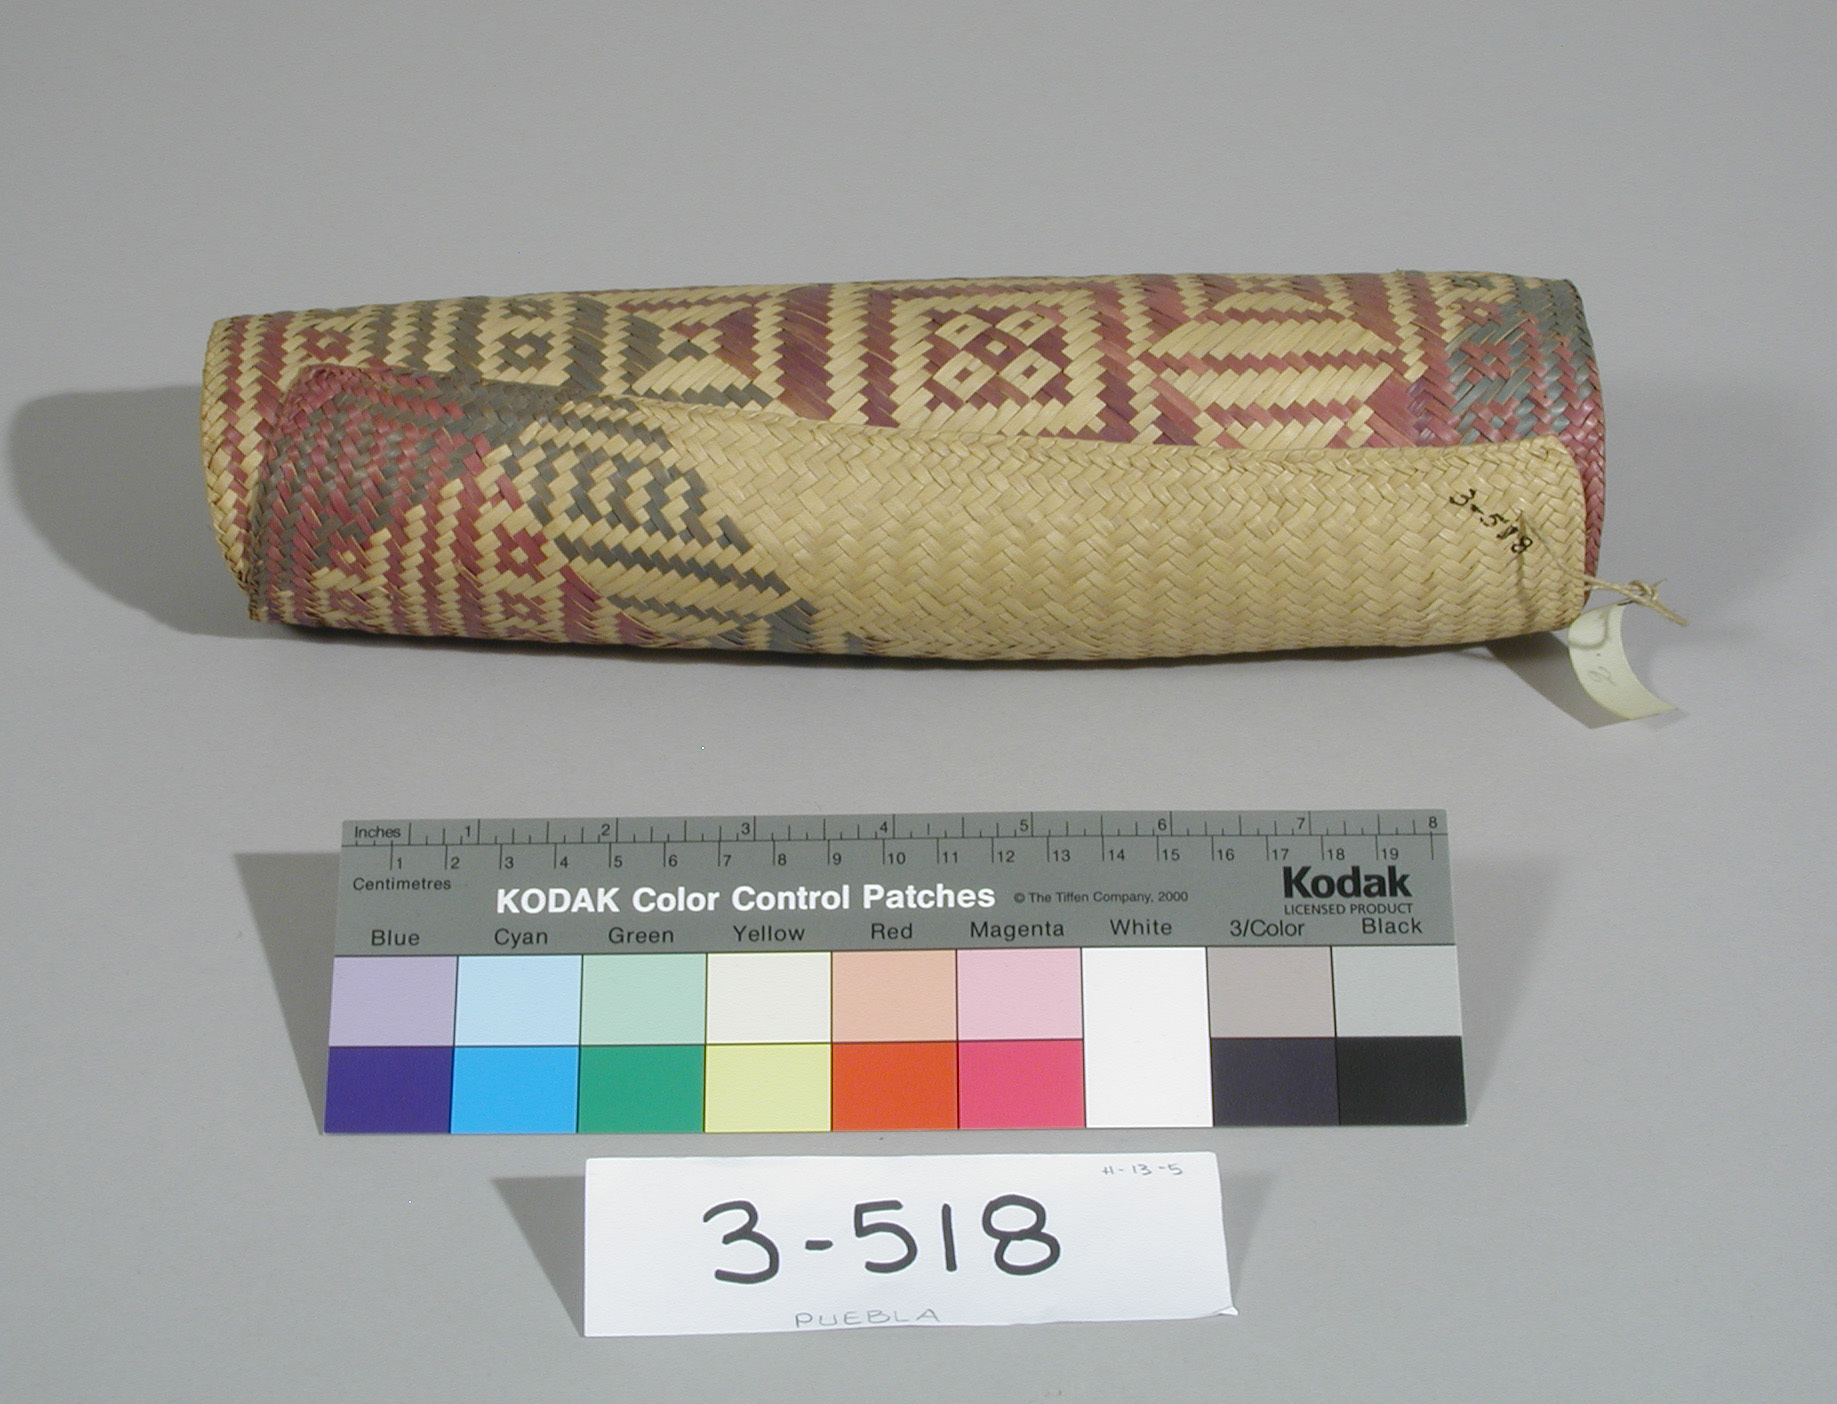 3-518
2.
Inches 1 2 3 4 5 6 7 8
1 2 3 4 5 6 7 8 9 10 11 12 13 14 15 16 17 18 19
Centimetres
KODAK Color Control Patches © The Tiffen Company, 2000
Kodak
LICENSED PRODUCT
Blue Cyan Green Yellow Red Magenta White 3/Color Black
H-13-5
3-518
PUEBLA